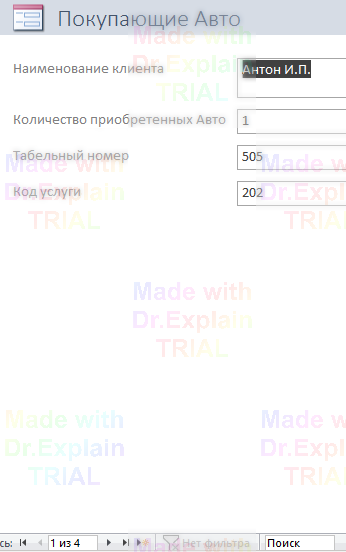 Покупающие Авто
Наименование клиента Антон И.П.
Количество приобретенных Авто 1
Табельный номер 505
Код услуги 202
Made with
Dr.Explain
TRIAL
Made with
Dr.Explain
TRIAL
Made with
Dr.Explain
TRIAL
Made with
Dr.Explain
TRIAL
Made with
Dr.Explain
TRIAL
Made with
Dr.Explain
TRIAL
сь: 1 из 4 Нет фильтра Поиск
Made with